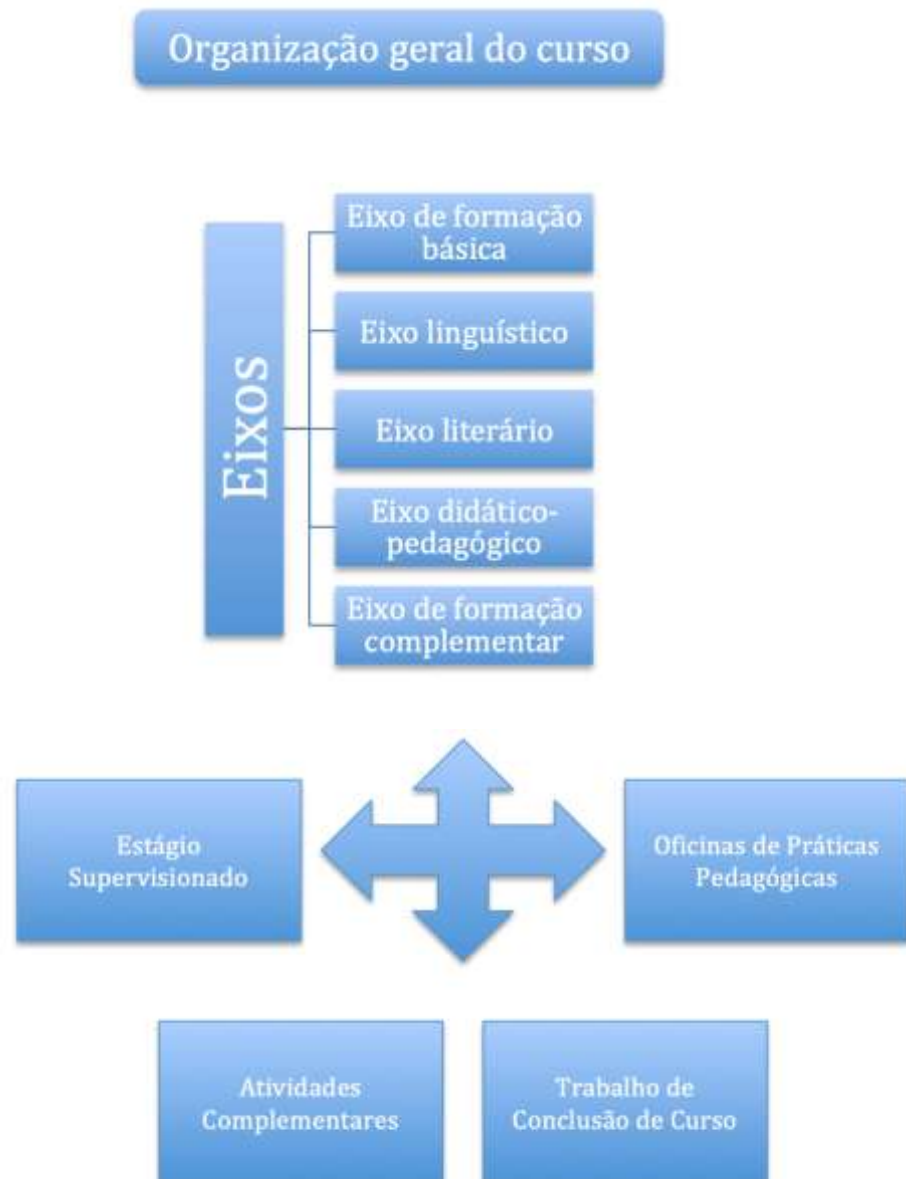 Organização geral do curso
Eixos
Eixo de formação
básica
Eixo linguístico
Eixo literário
Eixo didático-
pedagógico
Eixo de formação
complementar
Estágio
Supervisionado
Oficinas de Práticas
Pedagógicas
Atividades
Complementares
Trabalho de
Conclusão de Curso